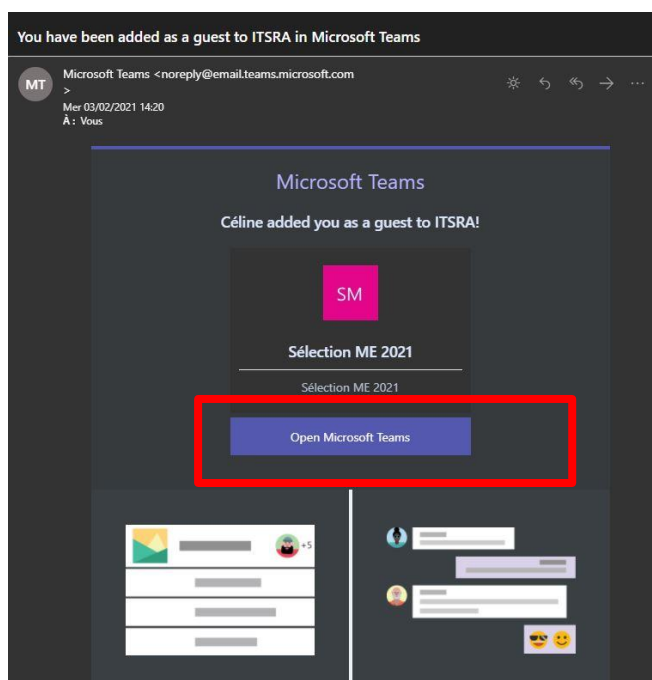 You have been added as a guest to ITSRA in Microsoft Teams
MT
Microsoft Teams <noreply@email.teams.microsoft.com
>
Mer 03/02/2021 14:20
À : Vous
Microsoft Teams
Céline added you as a guest to ITSRA!
SM
Sélection ME 2021
Sélection ME 2021
Open Microsoft Teams
+5